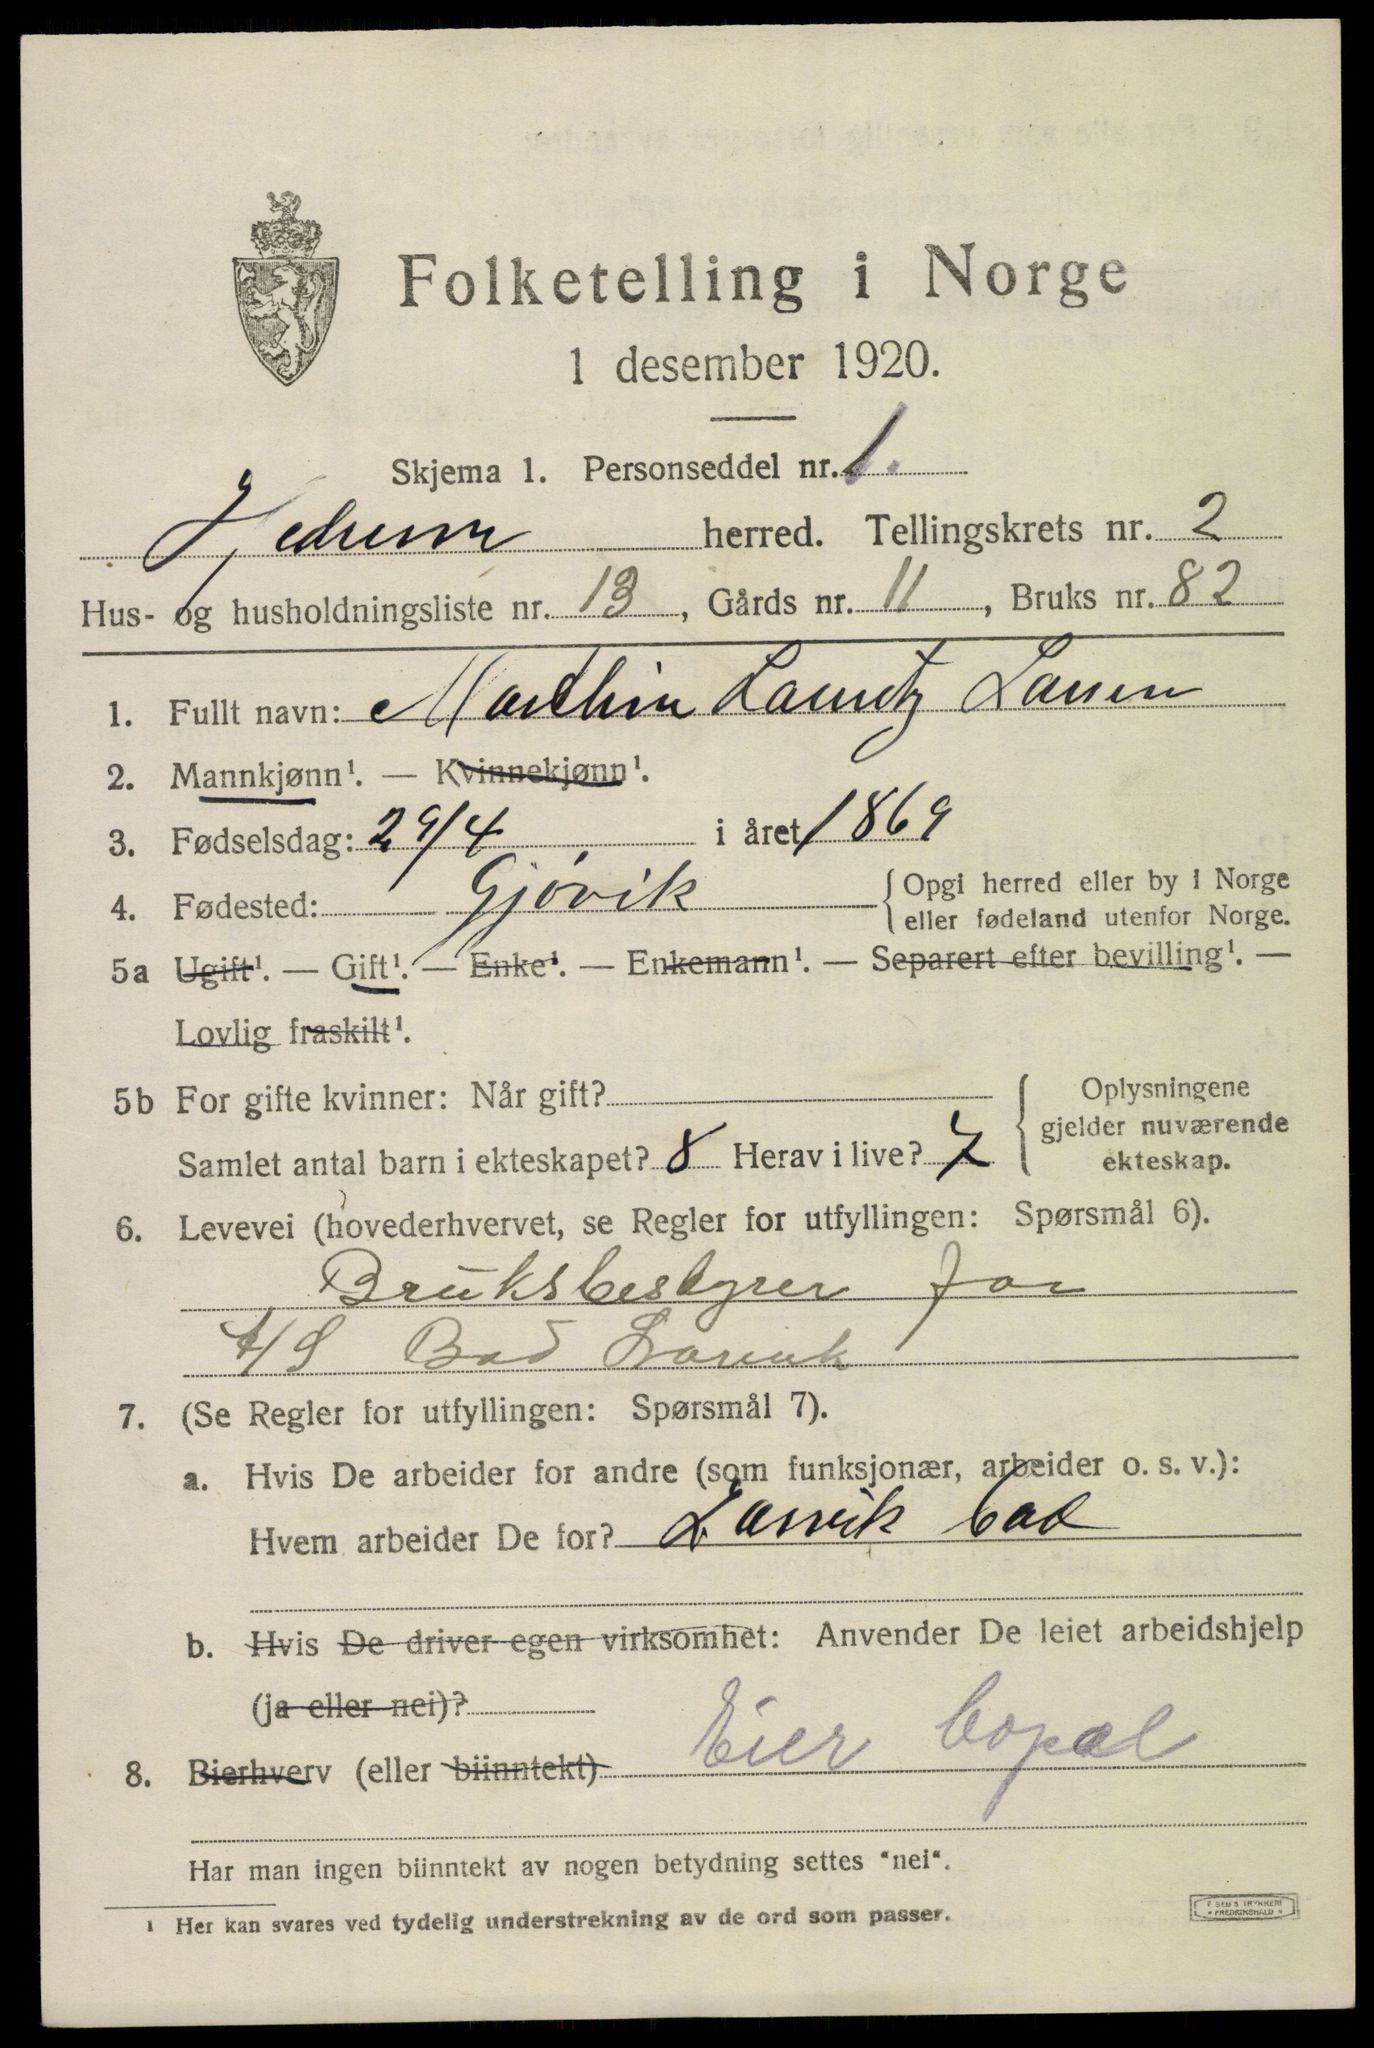 Folketelling i Norge
1 desember 1920.
Skjema 1. Personseddel nr. 1.
Hedrum herred. Tellingskrets nr. 2
Hus- og husholdningsliste nr. 13, Gårds nr. 11, Bruks nr. 82
1. Fullt navn: Marthin Lauritz Larsen
2. Mannkjønn¹. — Kvinnekjønn¹.
3. Fødselsdag: 29/4 i året 1869
4. Fødested: Gjövik { Opgi herred eller by i Norge
eller fødeland utenfor Norge.
5a Ugift¹. — Gift¹. — Enke¹. — Enkemann¹. — Separert efter bevilling¹. —
Lovlig fraskilt¹.
5b For gifte kvinner: Når gift? { Oplysningene
gjelder nuværende
Samlet antal barn i ekteskapet? 8 Herav i live? 7 ekteskap.
6. Levevei (hovederhvervet, se Regler for utfyllingen: Spørsmål 6).
Bruksbestyrer for
A/S Bad Larvik
7. (Se Regler for utfyllingen: Spørsmål 7).
a. Hvis De arbeider for andre (som funksjonær, arbeider o. s. v.):
Hvem arbeider De for? Larvik bad
b. Hvis De driver egen virksomhet: Anvender De leiet arbeidshjelp
(ja eller nei)?
8. Bierhverv (eller biinntekt) Eier
Har man ingen biinntekt av nogen betydning settes "nei".
¹ Her kan svares ved tydelig understrekning av de ord som passer.